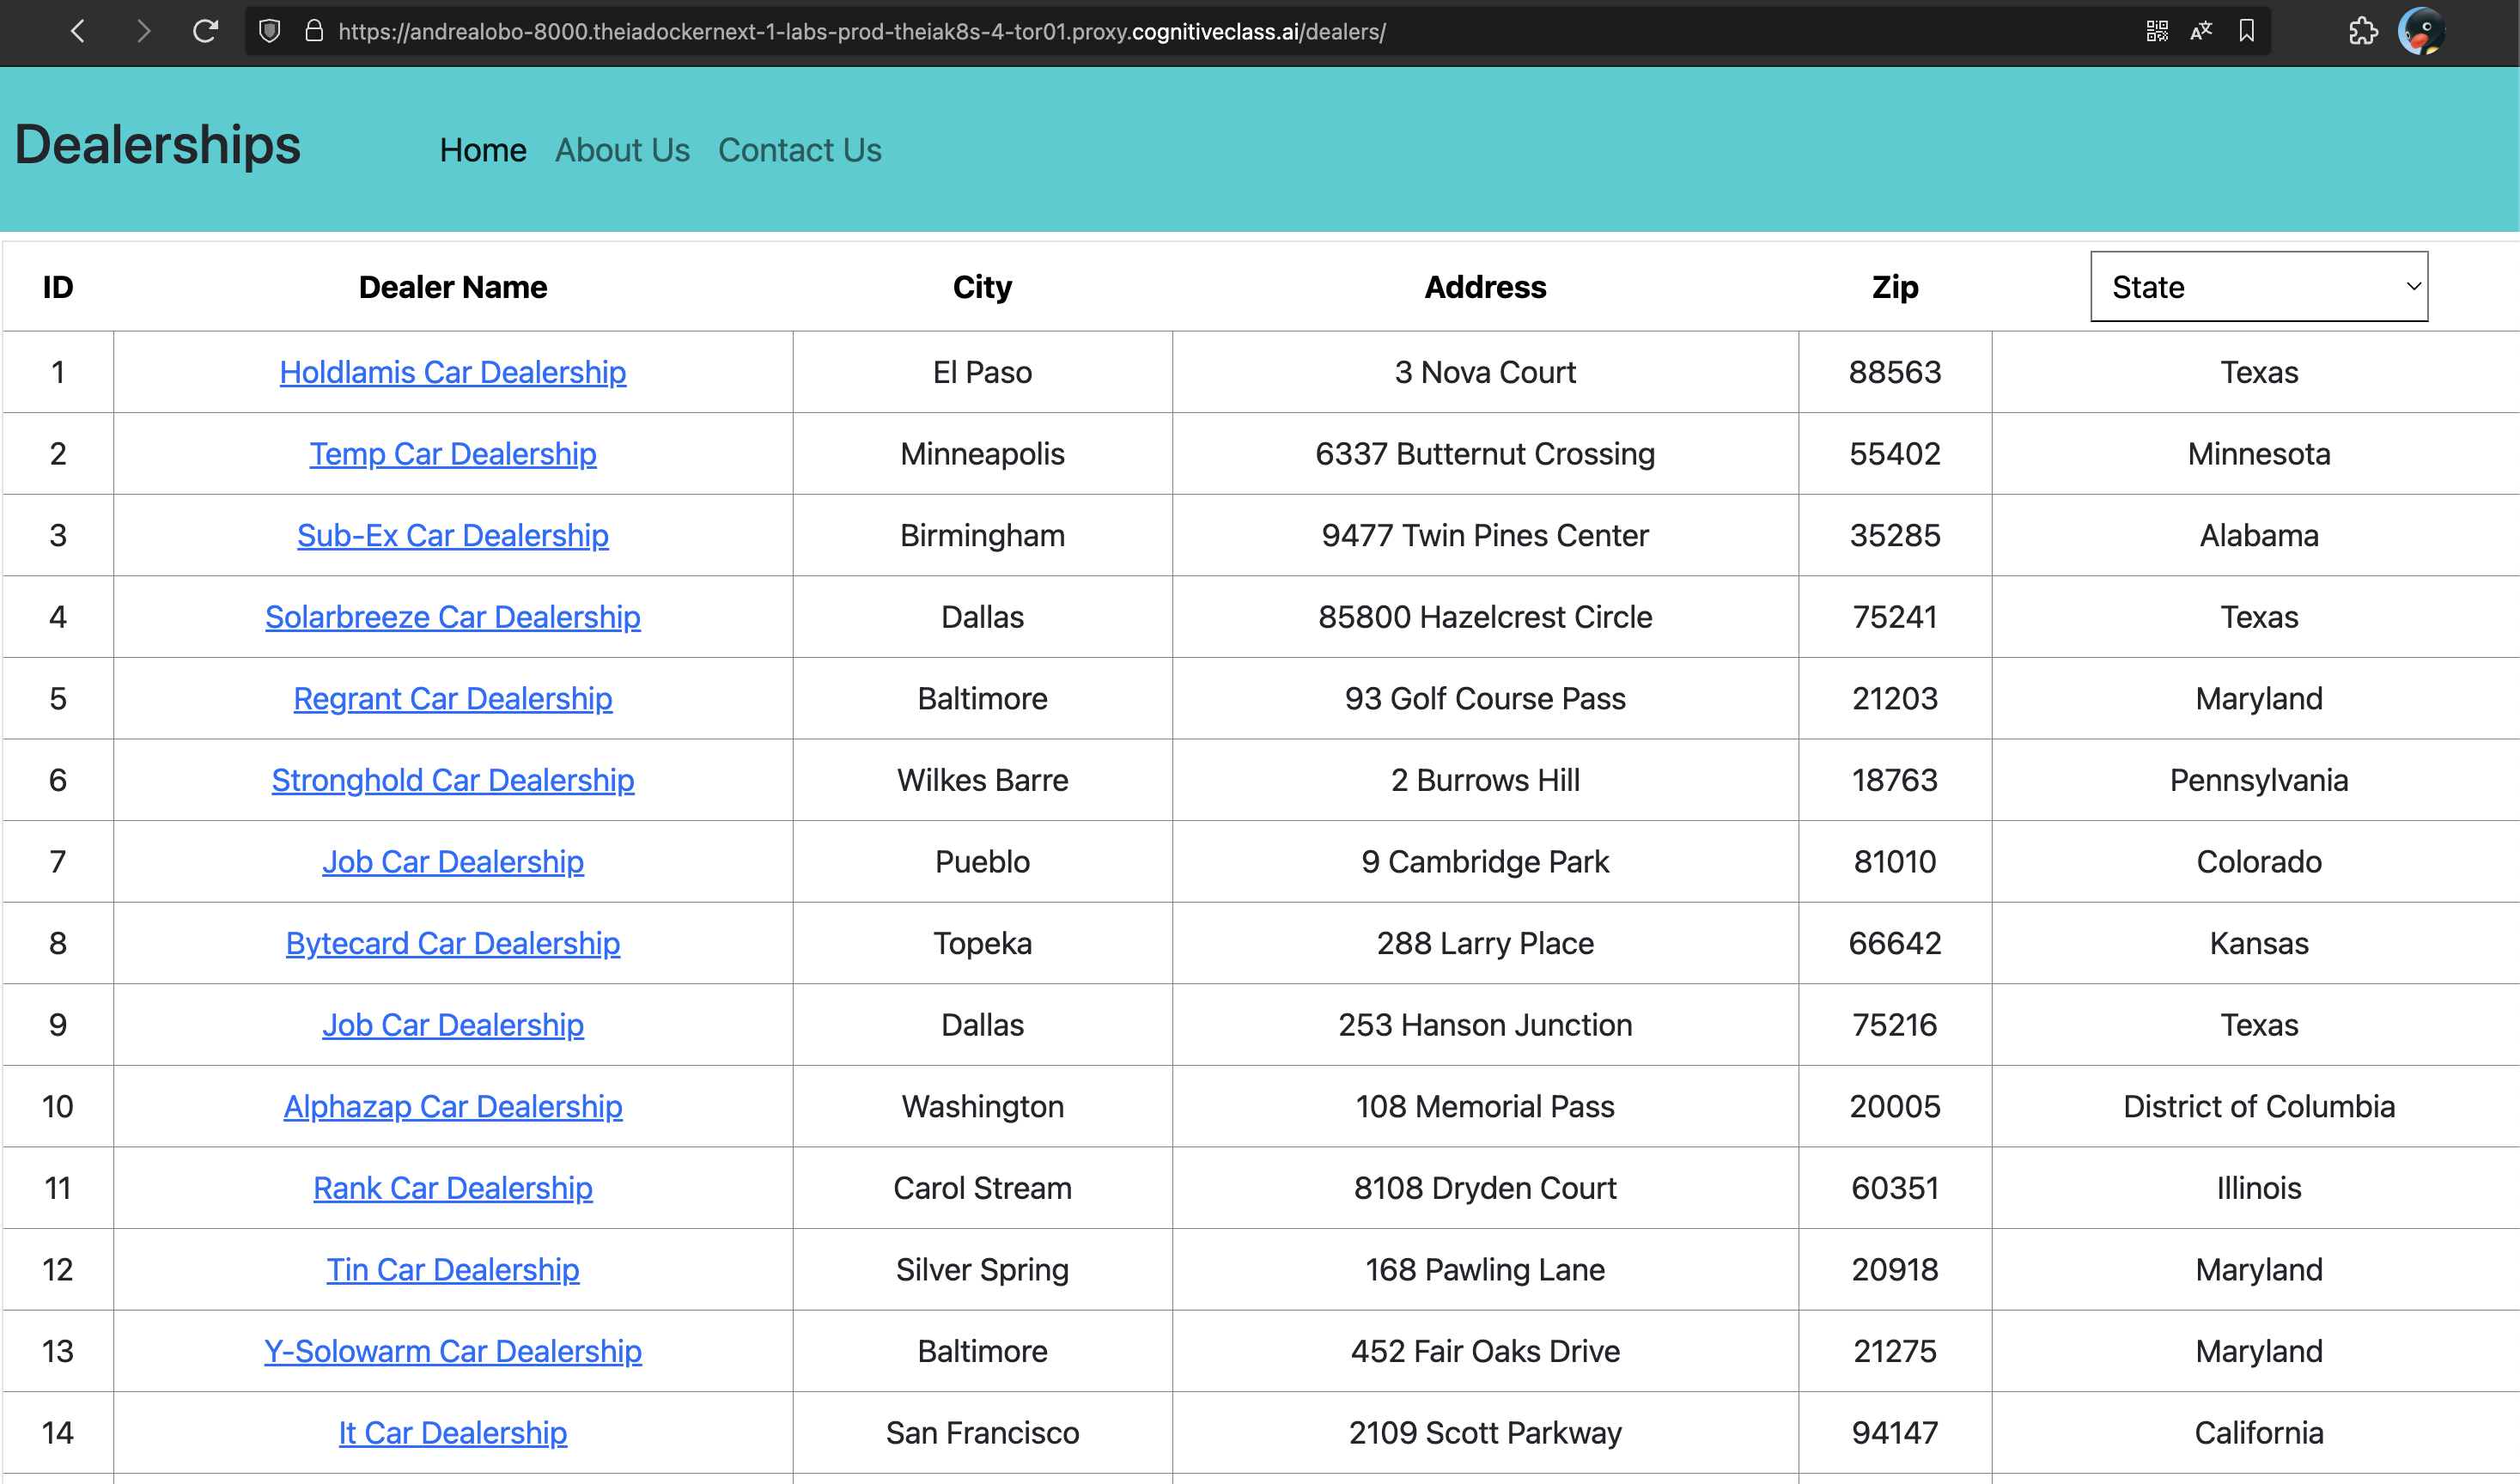 https://andrealobo-8000.theiadockernext-1-labs-prod-theiak8s-4-tor01.proxy.cognitiveclass.ai/dealers/
Dealerships Home About Us Contact Us
ID Dealer Name City Address Zip State
1 Holdlamis Car Dealership El Paso 3 Nova Court 88563 Texas
2 Temp Car Dealership Minneapolis 6337 Butternut Crossing 55402 Minnesota
3 Sub-Ex Car Dealership Birmingham 9477 Twin Pines Center 35285 Alabama
4 Solarbreeze Car Dealership Dallas 85800 Hazelcrest Circle 75241 Texas
5 Regrant Car Dealership Baltimore 93 Golf Course Pass 21203 Maryland
6 Stronghold Car Dealership Wilkes Barre 2 Burrows Hill 18763 Pennsylvania
7 Job Car Dealership Pueblo 9 Cambridge Park 81010 Colorado
8 Bytecard Car Dealership Topeka 288 Larry Place 66642 Kansas
9 Job Car Dealership Dallas 253 Hanson Junction 75216 Texas
10 Alphazap Car Dealership Washington 108 Memorial Pass 20005 District of Columbia
11 Rank Car Dealership Carol Stream 8108 Dryden Court 60351 Illinois
12 Tin Car Dealership Silver Spring 168 Pawling Lane 20918 Maryland
13 Y-Solowarm Car Dealership Baltimore 452 Fair Oaks Drive 21275 Maryland
14 It Car Dealership San Francisco 2109 Scott Parkway 94147 California